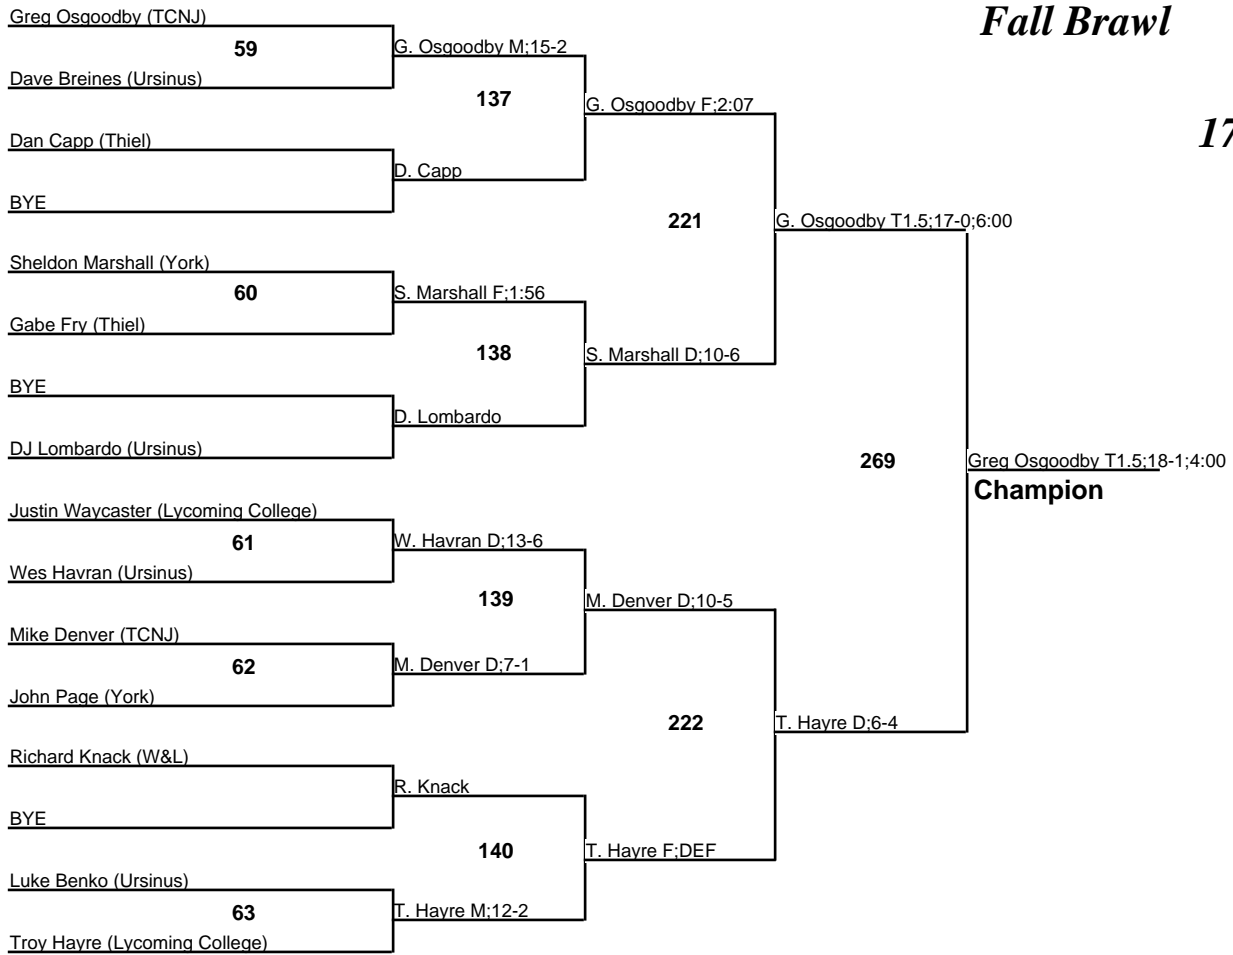 Fall Brawl
17
Greg Osgoodby (TCNJ)
59
Dave Breines (Ursinus)
G. Osgoodby M;15-2
137
Dan Capp (Thiel)
BYE
D. Capp
G. Osgoodby F;2:07
221
Sheldon Marshall (York)
60
Gabe Fry (Thiel)
S. Marshall F;1:56
138
BYE
DJ Lombardo (Ursinus)
D. Lombardo
S. Marshall D;10-6
G. Osgoodby T1.5;17-0;6:00
269
Greg Osgoodby T1.5;18-1;4:00
Champion
Justin Waycaster (Lycoming College)
61
Wes Havran (Ursinus)
W. Havran D;13-6
139
Mike Denver (TCNJ)
62
John Page (York)
M. Denver D;7-1
M. Denver D;10-5
222
T. Hayre D;6-4
Richard Knack (W&L)
BYE
R. Knack
140
Luke Benko (Ursinus)
63
Troy Hayre (Lycoming College)
T. Hayre M;12-2
T. Hayre F;DEF